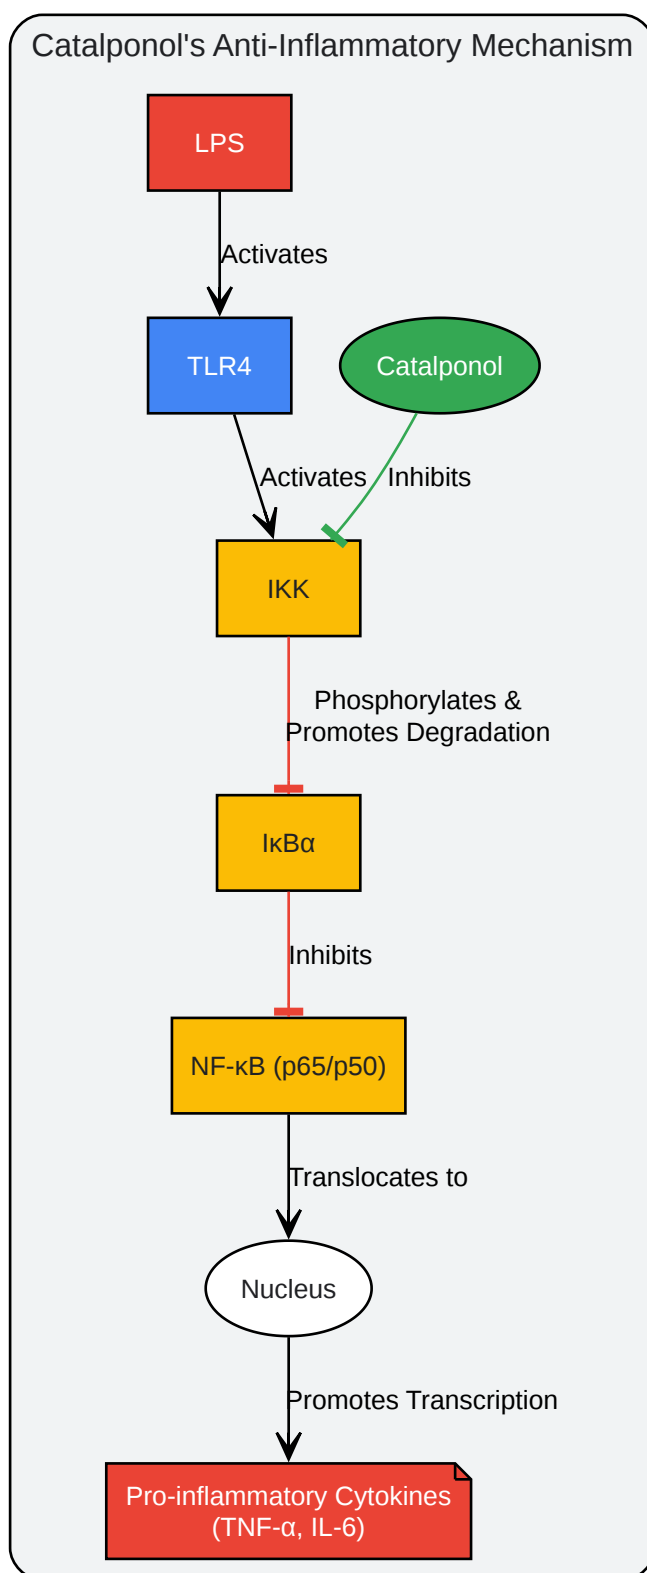 Catalponol's Anti-Inflammatory Mechanism
LPS
Activates
TLR4
Catalponol
Activates
Inhibits
IKK
Phosphorylates &
Promotes Degradation
IκBα
Inhibits
NF-κB (p65/p50)
Translocates to
Nucleus
Promotes Transcription
Pro-inflammatory Cytokines
(TNF-α, IL-6)